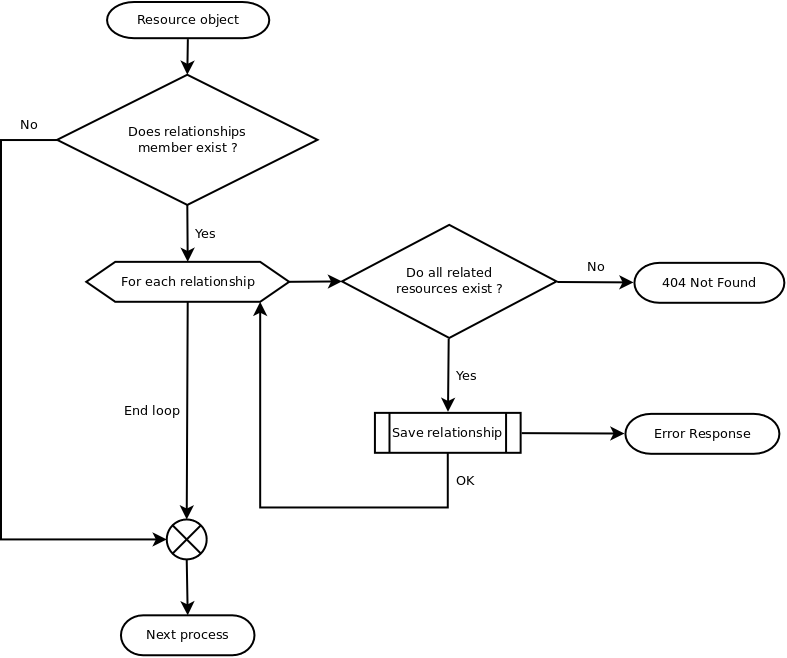 Resource object
No
Does relationships
member exist ?
Yes
For each relationship
Do all related
resources exist ?
No
404 Not Found
Yes
End loop
Save relationship
Error Response
OK
Next process